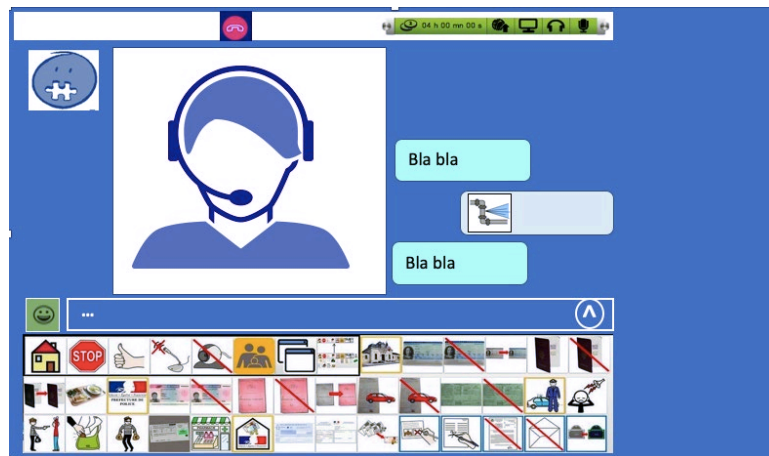 04 h 00 mn 00 s
Bla bla
Bla bla
...
STOP
PREFECTURE DE
POLICE